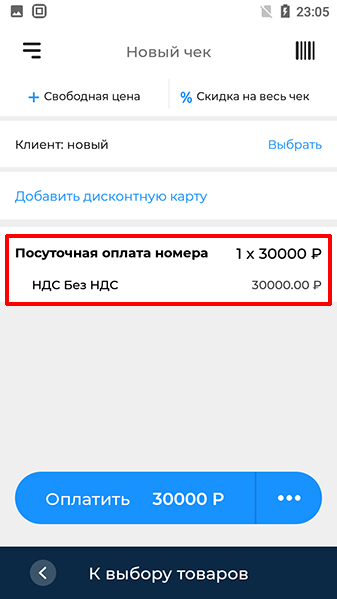 23:05
Новый чек
+ Свободная цена % Скидка на весь чек
Клиент: новый Выбрать
Добавить дисконтную карту
Посуточная оплата номера 1 x 30000 ₽
НДС Без НДС 30000.00 ₽
Оплатить 30000 Р •••
К выбору товаров